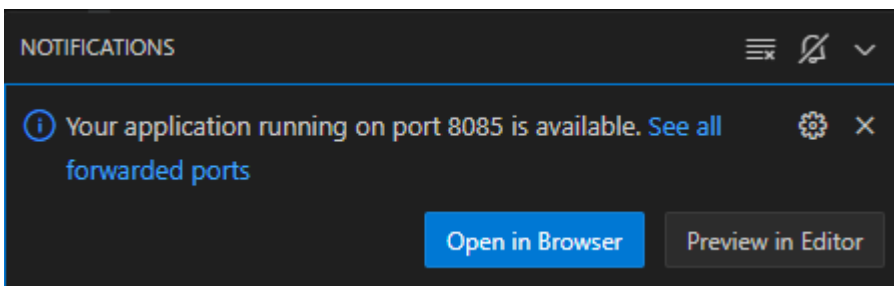 NOTIFICATIONS
Your application running on port 8085 is available. See all
forwarded ports
Open in Browser
Preview in Editor